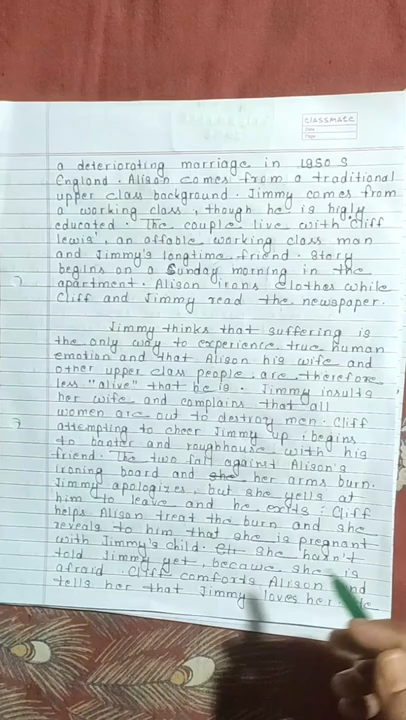 classmate
Date
Page
a deteriorating marriage in 1950 s
England. Alison comes from a traditional
upper class background. Jimmy comes from
a working class, though he is higly
educated. The couple live with Cliff
lewis, an affable working class man
and Jimmy's longtime friend. Story
begins on a Sunday morning in the
apartment. Alison irons clothes while
Cliff and Jimmy read the newspaper.
Jimmy thinks that suffering is
the only way to experience true human
emotion and that Alison his wife and
other upper class people are therefore
less "alive" that he is. Jimmy insults
her wife and complains that all
women are out to destroy men. Cliff
attempting to cheer Jimmy up, begins
to banter and roughhouse with his
friend. The two fall against Alison's
ironing board and she her arms burn.
Jimmy apologizes, but she yells at
him to leave and he exits. Cliff
helps Alison treat the burn and she
reveals to him that she is pregnant
with Jimmy's child. she hasn't
told Jimmy yet, because she is
afraid. Cliff comforts Alison and
tells her that Jimmy loves her